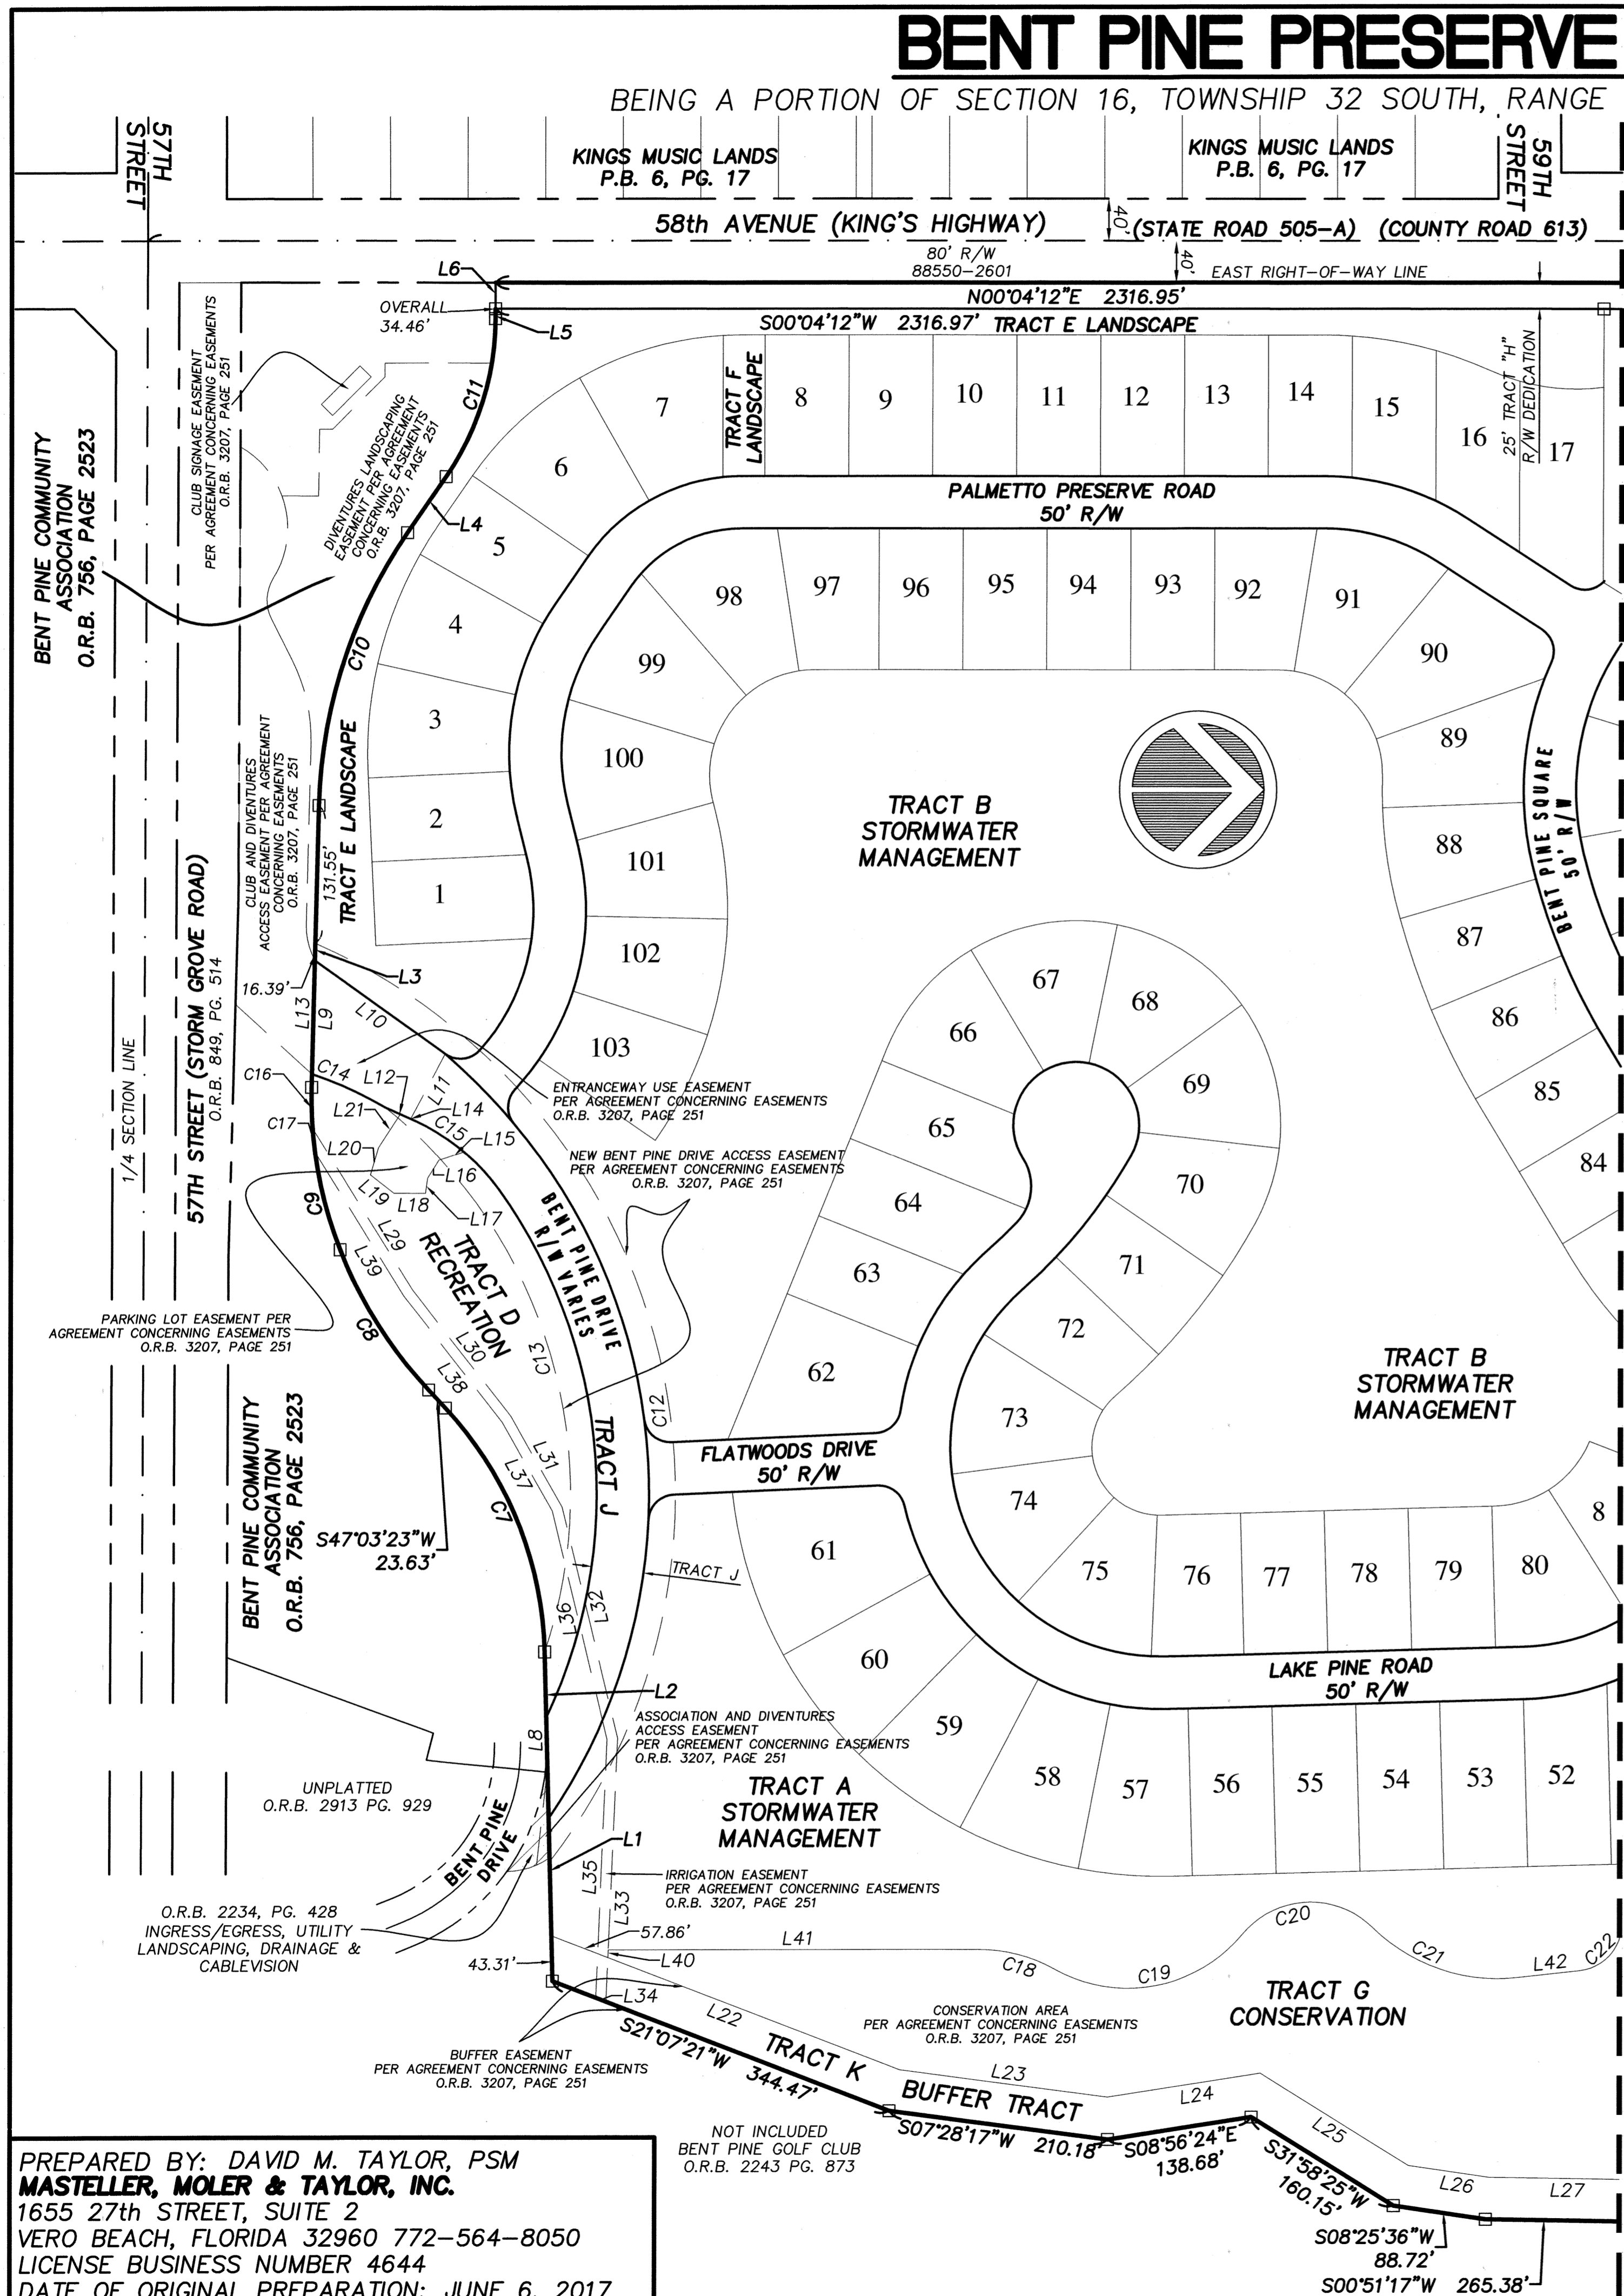 BENT PINE PRESERVE
BEING A PORTION OF SECTION 16, TOWNSHIP 32 SOUTH, RANGE
57TH
STREET
KINGS MUSIC LANDS
P.B. 6, PG. 17
KINGS MUSIC LANDS
P.B. 6, PG. 17
59TH
STREET
58th AVENUE (KING'S HIGHWAY)
40'
(STATE ROAD 505-A) (COUNTY ROAD 613)
80' R/W
88550-2601
40'
EAST RIGHT-OF-WAY LINE
L6
N00°04'12"E 2316.95'
OVERALL
34.46'
L5
S00°04'12"W 2316.97'
TRACT E LANDSCAPE
CLUB SIGNAGE EASEMENT
PER AGREEMENT CONCERNING EASEMENTS
O.R.B. 3207, PAGE 251
C11
DIVENTURES LANDSCAPING
EASEMENT PER AGREEMENT
CONCERNING EASEMENTS
O.R.B. 3207, PAGE 251
L4
TRACT F
LANDSCAPE
7
8
9
10
11
12
13
14
15
16
25' TRACT "H"
R/W DEDICATION
17
6
5
4
3
2
1
PALMETTO PRESERVE ROAD
50' R/W
BENT PINE COMMUNITY
ASSOCIATION
O.R.B. 756, PAGE 2523
C10
98
97
96
95
94
93
92
91
90
99
100
101
102
103
89
88
87
86
85
84
BENT PINE SQUARE
50' R/W
TRACT B
STORMWATER
MANAGEMENT
CLUB AND DIVENTURES
ACCESS EASEMENT PER AGREEMENT
CONCERNING EASEMENTS
O.R.B. 3207, PAGE 251
131.55'
TRACT E LANDSCAPE
57TH STREET (STORM GROVE ROAD)
O.R.B. 849, PG. 514
1/4 SECTION LINE
16.39'
L3
L13
L9
L10
C16
C14
L12
L11
L14
L21
C15
C17
L20
L15
L16
L19
L18
L17
C9
L29
L39
ENTRANCEWAY USE EASEMENT
PER AGREEMENT CONCERNING EASEMENTS
O.R.B. 3207, PAGE 251
NEW BENT PINE DRIVE ACCESS EASEMENT
PER AGREEMENT CONCERNING EASEMENTS
O.R.B. 3207, PAGE 251
TRACT D
RECREATION
BENT PINE DRIVE
R/W VARIES
67
68
66
69
65
70
64
71
63
72
62
73
74
PARKING LOT EASEMENT PER
AGREEMENT CONCERNING EASEMENTS
O.R.B. 3207, PAGE 251
C8
L30
L38
C13
C12
TRACT J
FLATWOODS DRIVE
50' R/W
TRACT B
STORMWATER
MANAGEMENT
BENT PINE COMMUNITY
ASSOCIATION
O.R.B. 756, PAGE 2523
L31
L37
C7
S47°03'23"W
23.63'
TRACT J
L36
L32
61
60
59
58
57
56
55
54
53
52
75
76
77
78
79
80
8
LAKE PINE ROAD
50' R/W
L2
L8
ASSOCIATION AND DIVENTURES
ACCESS EASEMENT
PER AGREEMENT CONCERNING EASEMENTS
O.R.B. 3207, PAGE 251
UNPLATTED
O.R.B. 2913 PG. 929
BENT PINE
DRIVE
TRACT A
STORMWATER
MANAGEMENT
L1
L35
L33
IRRIGATION EASEMENT
PER AGREEMENT CONCERNING EASEMENTS
O.R.B. 3207, PAGE 251
O.R.B. 2234, PG. 428
INGRESS/EGRESS, UTILITY
LANDSCAPING, DRAINAGE &
CABLEVISION
57.86'
L41
L40
43.31'
L34
L22
C18
C19
C20
C21
L42
C22
TRACT G
CONSERVATION
CONSERVATION AREA
PER AGREEMENT CONCERNING EASEMENTS
O.R.B. 3207, PAGE 251
S21°07'21"W 344.47'
TRACT K
BUFFER TRACT
BUFFER EASEMENT
PER AGREEMENT CONCERNING EASEMENTS
O.R.B. 3207, PAGE 251
L23
L24
L25
L26
L27
S07°28'17"W 210.18'
S08°56'24"E
138.68'
S31°58'25"W
160.15'
S08°25'36"W
88.72'
S00°51'17"W 265.38'
NOT INCLUDED
BENT PINE GOLF CLUB
O.R.B. 2243 PG. 873
PREPARED BY: DAVID M. TAYLOR, PSM
MASTELLER, MOLER & TAYLOR, INC.
1655 27th STREET, SUITE 2
VERO BEACH, FLORIDA 32960 772-564-8050
LICENSE BUSINESS NUMBER 4644
DATE OF ORIGINAL PREPARATION: JUNE 6, 2017